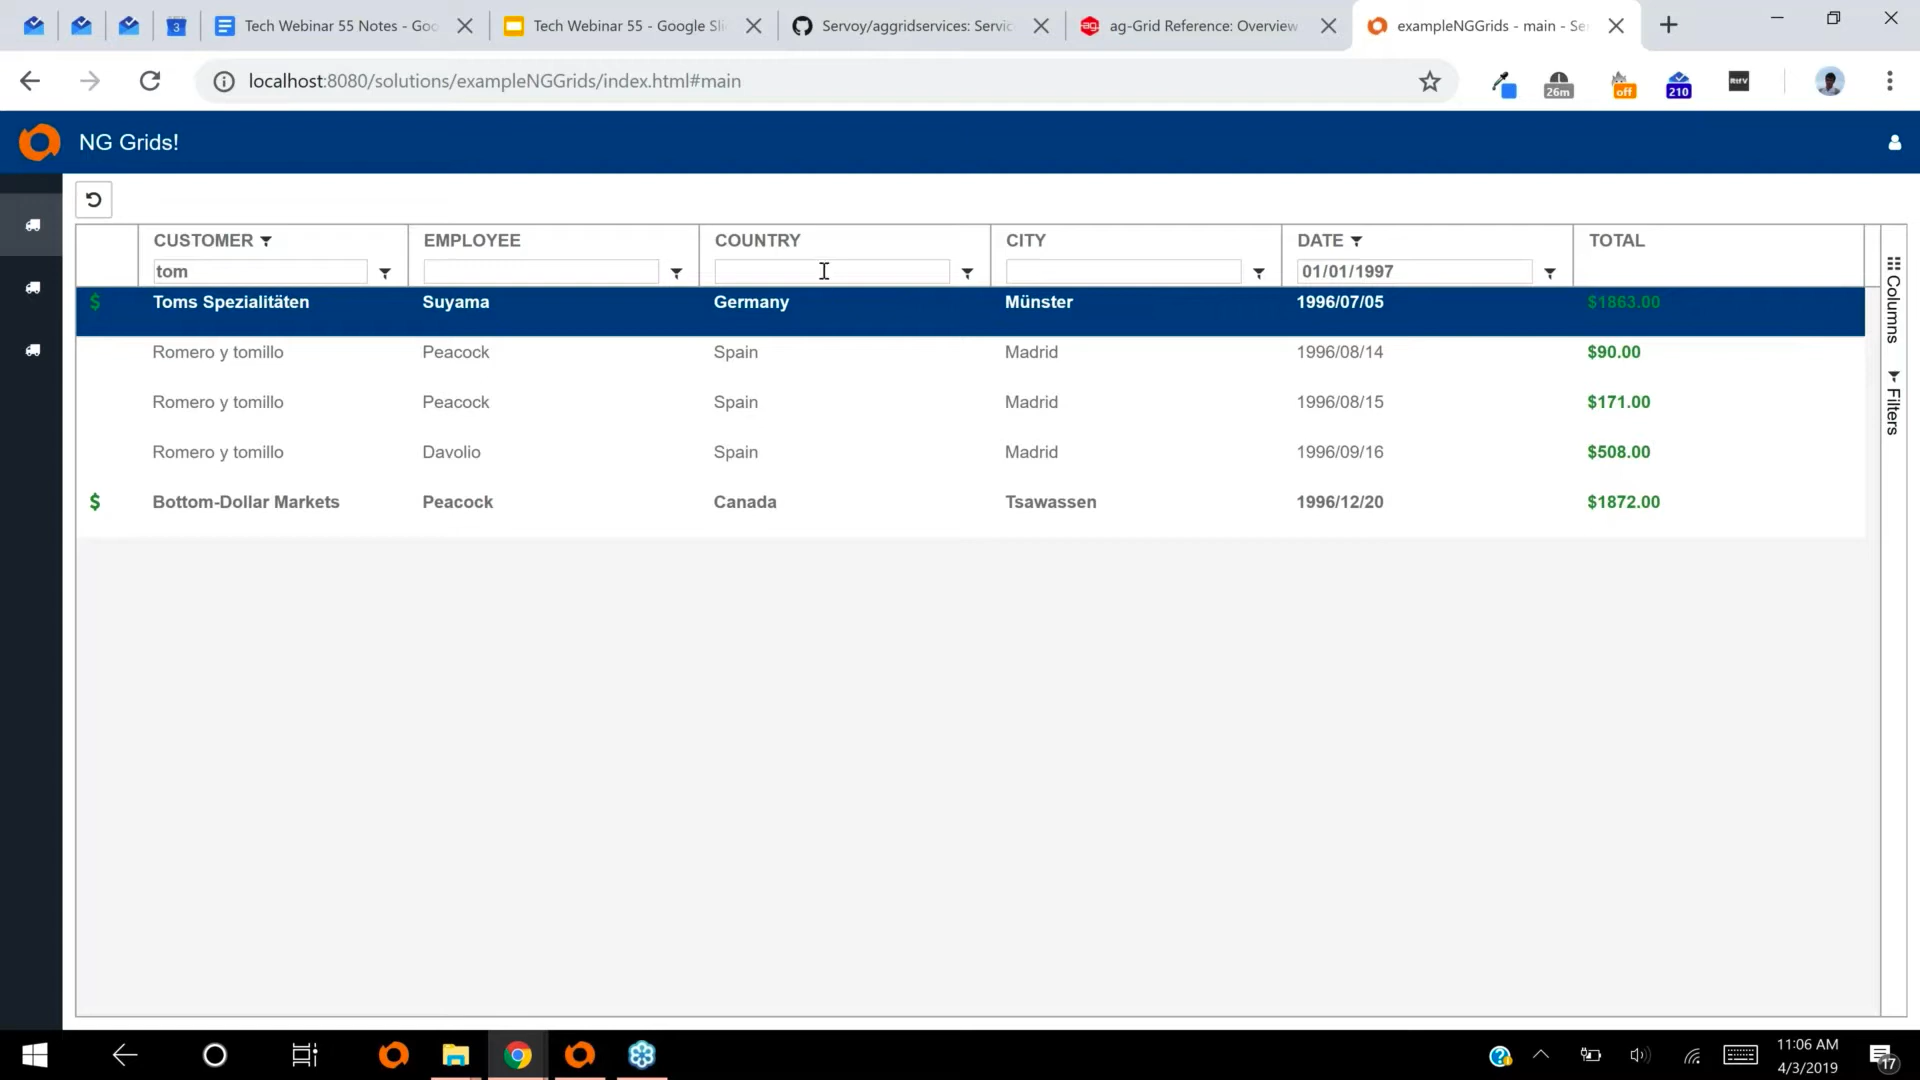 Tech Webinar 55 Notes - Goo
Tech Webinar 55 - Google Sli
Servoy/aggridservices: Servic
ag-Grid Reference: Overview
exampleNGGrids - main - Se
localhost:8080/solutions/exampleNGGrids/index.html#main
26m
off
210
NG Grids!
CUSTOMER EMPLOYEE COUNTRY CITY DATE TOTAL
tom 01/01/1997
$ Toms Spezialitäten Suyama Germany Münster 1996/07/05 $1863.00
Romero y tomillo Peacock Spain Madrid 1996/08/14 $90.00
Romero y tomillo Peacock Spain Madrid 1996/08/15 $171.00
Romero y tomillo Davolio Spain Madrid 1996/09/16 $508.00
$ Bottom-Dollar Markets Peacock Canada Tsawassen 1996/12/20 $1872.00
Columns
Filters
11:06 AM
4/3/2019
17